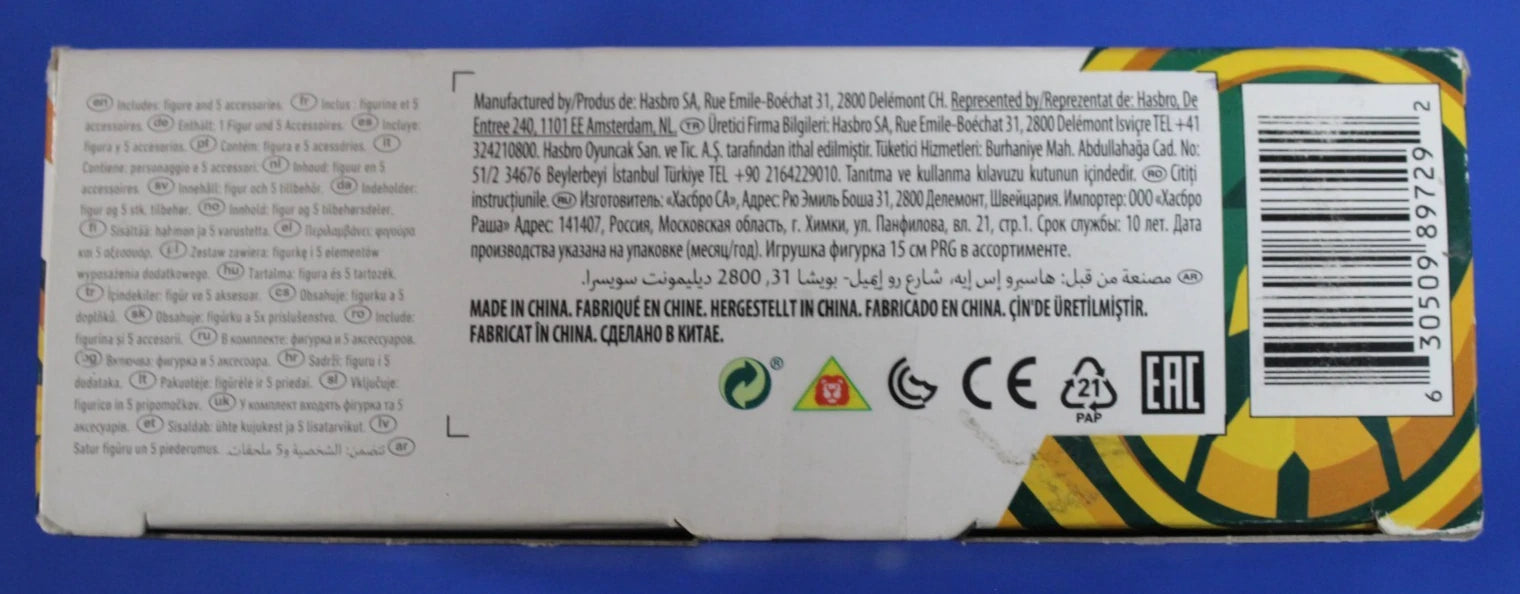 en Includes: figure and 5 accessories. fr Inclus : figurine et 5
accessoires. de Enthält: 1 Figur und 5 Accessoires. es Incluye:
figura y 5 accesorios. pt Contém: figura e 5 acessórios. it
Contiene: personaggio e 5 accessori. nl Inhoud: figuur en 5
accessoires. sv Innehåll: figur och 5 tillbehör. da Indeholder:
figur og 5 stk. tilbehør. no Innhold: figur og 5 tilbehørsdeler.
fi Sisältää: hahmon ja 5 varustetta. el Περιλαμβάνει: φιγούρα
και 5 αξεσουάρ. pl Zestaw zawiera: figurkę i 5 elementów
wyposażenia dodatkowego. hu Tartalma: figura és 5 tartozék.
tr İçindekiler: figür ve 5 aksesuar. cs Obsahuje: figurku a 5
doplňků. sk Obsahuje: figúrku a 5x príslušenstvo. ro Include:
figurina și 5 accesorii. ru В комплекте: фигурка и 5 аксессуаров.
bg Включва: фигурка и 5 аксесоара. hr Sadrži: figuru i 5
dodataka. lt Pakuotėje: figūrėlė ir 5 priedai. sl Vključuje:
figurico in 5 pripomočkov. uk У комплект входять фігурка та 5
аксесуарів. et Sisaldab: ühte kujukest ja 5 lisatarvikut. lv
Satur figūru un 5 piederumus. تتضمن: الشخصية و5 ملحقات. ar
Manufactured by/Produs de: Hasbro SA, Rue Emile-Boéchat 31, 2800 Delémont CH. Represented by/Reprezentat de: Hasbro, De
Entree 240, 1101 EE Amsterdam, NL. TR Üretici Firma Bilgileri: Hasbro SA, Rue Emile-Boéchat 31, 2800 Delémont Isviçre TEL +41
324210800. Hasbro Oyuncak San. ve Tic. A.Ş. tarafından ithal edilmiştir. Tüketici Hizmetleri: Burhaniye Mah. Abdullahağa Cad. No:
51/2 34676 Beylerbeyi İstanbul Türkiye TEL +90 2164229010. Tanıtma ve kullanma kılavuzu kutunun içindedir. RO Citiți
instrucțiunile. RU Изготовитель: «Хасбро СА», Адрес: Рю Эмиль Боша 31, 2800 Делемонт, Швейцария. Импортер: ООО «Хасбро
Раша» Адрес: 141407, Россия, Московская область, г. Химки, ул. Панфилова, вл. 21, стр.1. Срок службы: 10 лет. Дата
производства указана на упаковке (месяц/год). Игрушка фигурка 15 см PRG в ассортименте.
AR مصنعة من قبل: هاسبرو إس إيه، شارع رو إيميل- بويشا 31, 2800 ديليمونت سويسرا.
MADE IN CHINA. FABRIQUÉ EN CHINE. HERGESTELLT IN CHINA. FABRICADO EN CHINA. ÇİN'DE ÜRETİLMİŞTİR.
FABRICAT ÎN CHINA. СДЕЛАНО В КИТАЕ.
® CE 21 EAC
PAP
6 30509 89729 2